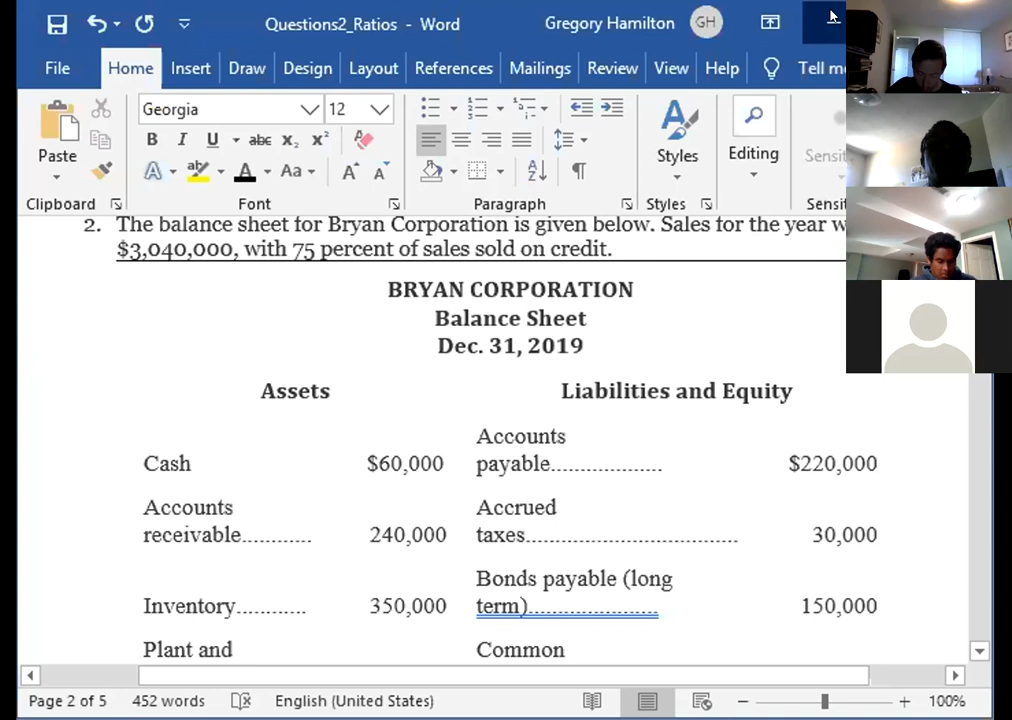 Questions2_Ratios - Word
Gregory Hamilton GH
File Home Insert Draw Design Layout References Mailings Review View Help Tell me
Georgia 12
B I U abc x₂ x²
A A Aa A A
Paste
Styles
Editing
Sensit
Clipboard Font Paragraph Styles Sensit
2. The balance sheet for Bryan Corporation is given below. Sales for the year w
$3,040,000, with 75 percent of sales sold on credit.
BRYAN CORPORATION
Balance Sheet
Dec. 31, 2019
Assets Liabilities and Equity
Accounts
Cash $60,000 payable.................... $220,000
Accounts Accrued
receivable............ 240,000 taxes...................................... 30,000
Bonds payable (long
Inventory............ 350,000 term)....................... 150,000
Plant and Common
Page 2 of 5 452 words English (United States) 100%